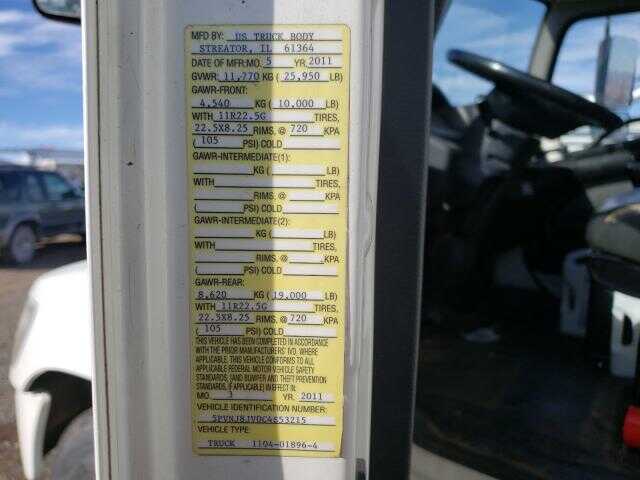 MFD BY: US TRUCK BODY
STREATOR, IL 61364
DATE OF MFR: MO. 5 YR. 2011
GVWR: 11,770 KG (25,950 LB)
GAWR-FRONT:
4,540 KG (10,000 LB)
WITH 11R22.5G TIRES,
22.5X8.25 RIMS, @ 720 KPA
(105 PSI) COLD
GAWR-INTERMEDIATE(1):
KG ( LB)
WITH TIRES,
RIMS, @ KPA
( PSI) COLD
GAWR-INTERMEDIATE(2):
KG ( LB)
WITH TIRES,
RIMS @ KPA
( PSI) COLD
GAWR-REAR:
8,620 KG (19,000 LB)
WITH 11R22.5G TIRES,
22.5X8.25 RIMS, @ 720 KPA
(105 PSI) COLD
THIS VEHICLE HAS BEEN COMPLETED IN ACCORDANCE
WITH THE PRIOR MANUFACTURERS' IVD. WHERE
APPLICABLE, THIS VEHICLE CONFORMS TO ALL
APPLICABLE FEDERAL MOTOR VEHICLE SAFETY
STANDARDS, [AND BUMPER AND THEFT PREVENTION
STANDARDS, IF APPLICABLE] IN EFFECT IN:
MO. 3 YR. 2011
VEHICLE IDENTIFICATION NUMBER:
5PVNJ8JV0C4S53215
VEHICLE TYPE:
TRUCK 1104-01896-4